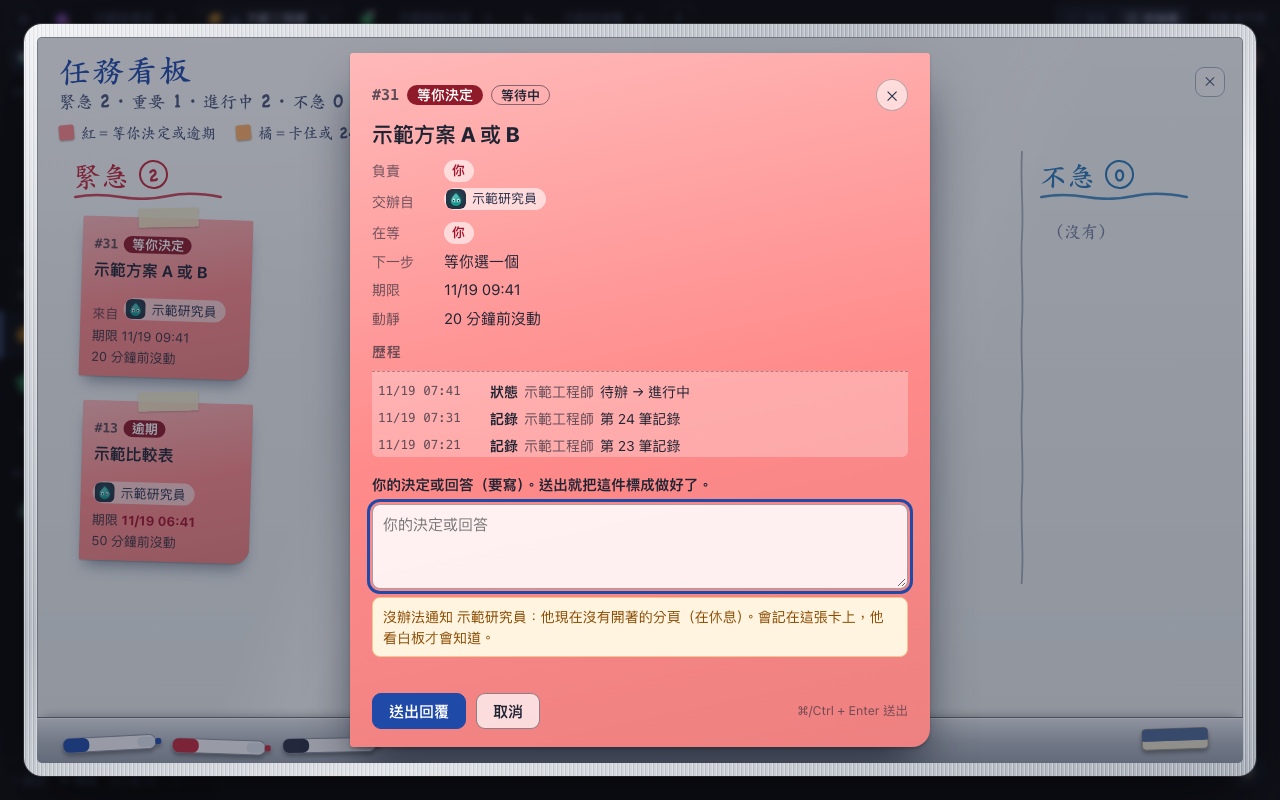 任務看板
緊急 2・重要 1・進行中 2・不急 0
紅＝等你決定或逾期 橘＝卡住或 2
緊急 2
#31 等你決定
示範方案 A 或 B
來自 示範研究員
期限 11/19 09:41
20 分鐘前沒動
#13 逾期
示範比較表
示範研究員
期限 11/19 06:41
50 分鐘前沒動
#31 等你決定 等待中
示範方案 A 或 B
負責 你
交辦自 示範研究員
在等 你
下一步 等你選一個
期限 11/19 09:41
動靜 20 分鐘前沒動
歷程
11/19 07:41 狀態 示範工程師 待辦 → 進行中
11/19 07:31 記錄 示範工程師 第 24 筆記錄
11/19 07:21 記錄 示範工程師 第 23 筆記錄
你的決定或回答（要寫）。送出就把這件標成做好了。
你的決定或回答
沒辦法通知 示範研究員：他現在沒有開著的分頁（在休息）。會記在這張卡上，他
看白板才會知道。
送出回覆 取消 ⌘/Ctrl + Enter 送出
不急 0
（沒有）